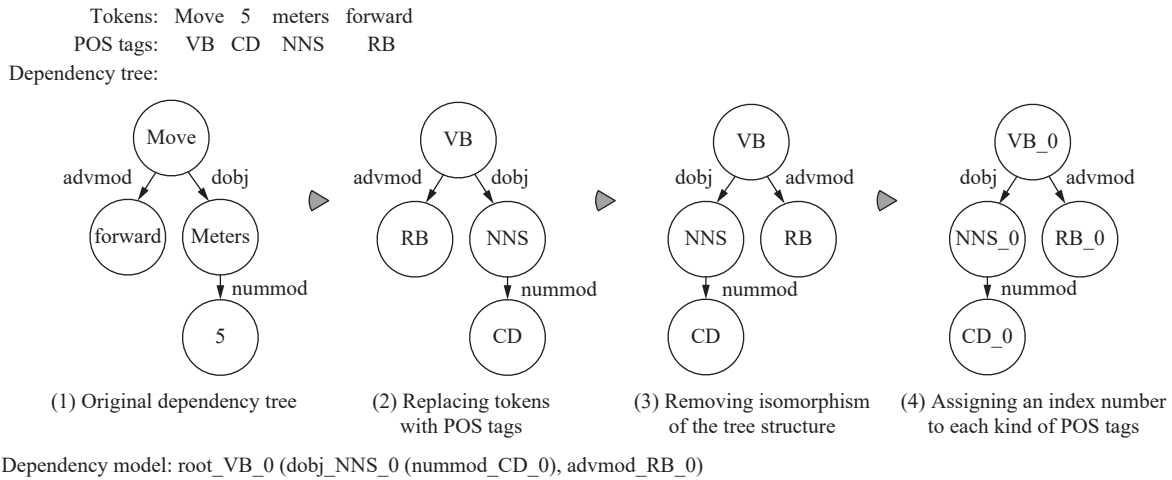 Tokens: Move 5 meters forward
POS tags: VB CD NNS RB
Dependency tree:
Move
advmod dobj
forward Meters
nummod
5
(1) Original dependency tree
VB
advmod dobj
RB NNS
nummod
CD
(2) Replacing tokens
with POS tags
VB
dobj advmod
NNS RB
nummod
CD
(3) Removing isomorphism
of the tree structure
VB_0
dobj advmod
NNS_0 RB_0
nummod
CD_0
(4) Assigning an index number
to each kind of POS tags
Dependency model: root_VB_0 (dobj_NNS_0 (nummod_CD_0), advmod_RB_0)